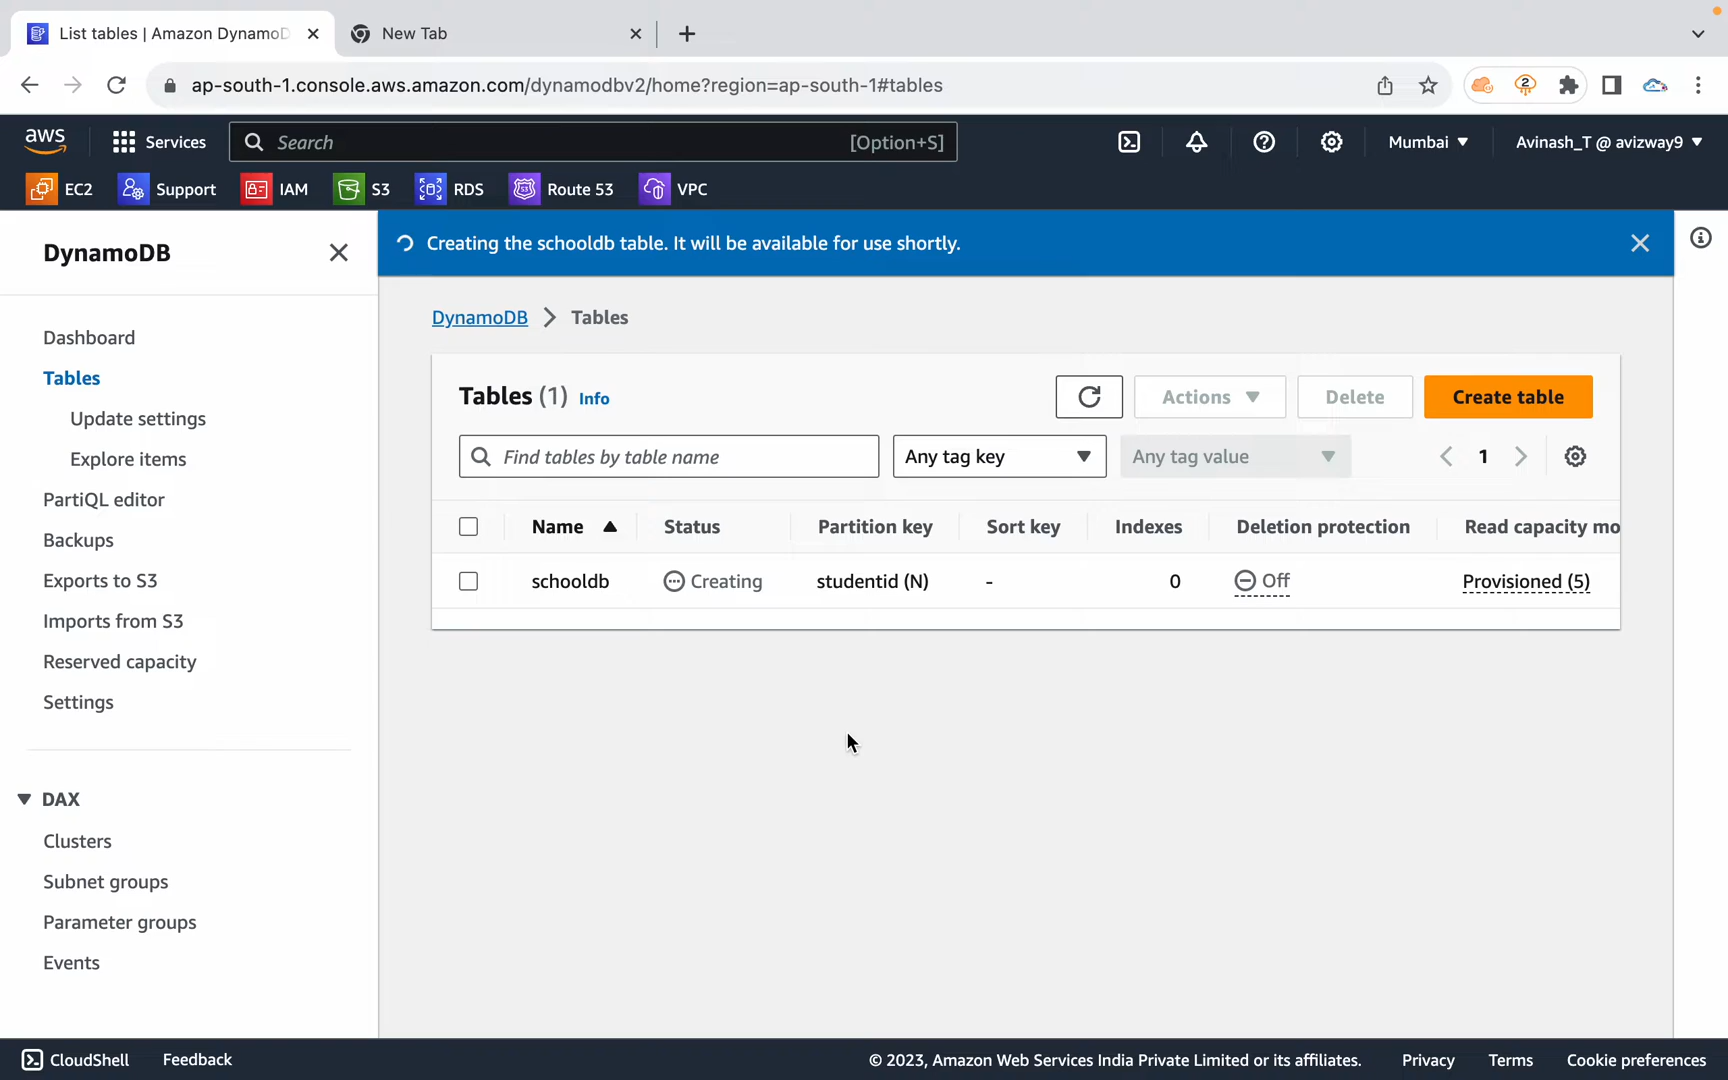 List tables | Amazon DynamoD
New Tab
ap-south-1.console.aws.amazon.com/dynamodbv2/home?region=ap-south-1#tables
2
aws
Services
Search
[Option+S]
Mumbai
Avinash_T @ avizway9
EC2
Support
IAM
S3
RDS
Route 53
VPC
DynamoDB
Creating the schooldb table. It will be available for use shortly.
Dashboard
Tables
Update settings
Explore items
PartiQL editor
Backups
Exports to S3
Imports from S3
Reserved capacity
Settings
DAX
Clusters
Subnet groups
Parameter groups
Events
DynamoDB > Tables
Tables (1) Info
Actions
Delete
Create table
Find tables by table name
Any tag key
Any tag value
1
Name Status Partition key Sort key Indexes Deletion protection Read capacity mo
schooldb Creating studentid (N) - 0 Off Provisioned (5)
CloudShell
Feedback
© 2023, Amazon Web Services India Private Limited or its affiliates.
Privacy
Terms
Cookie preferences